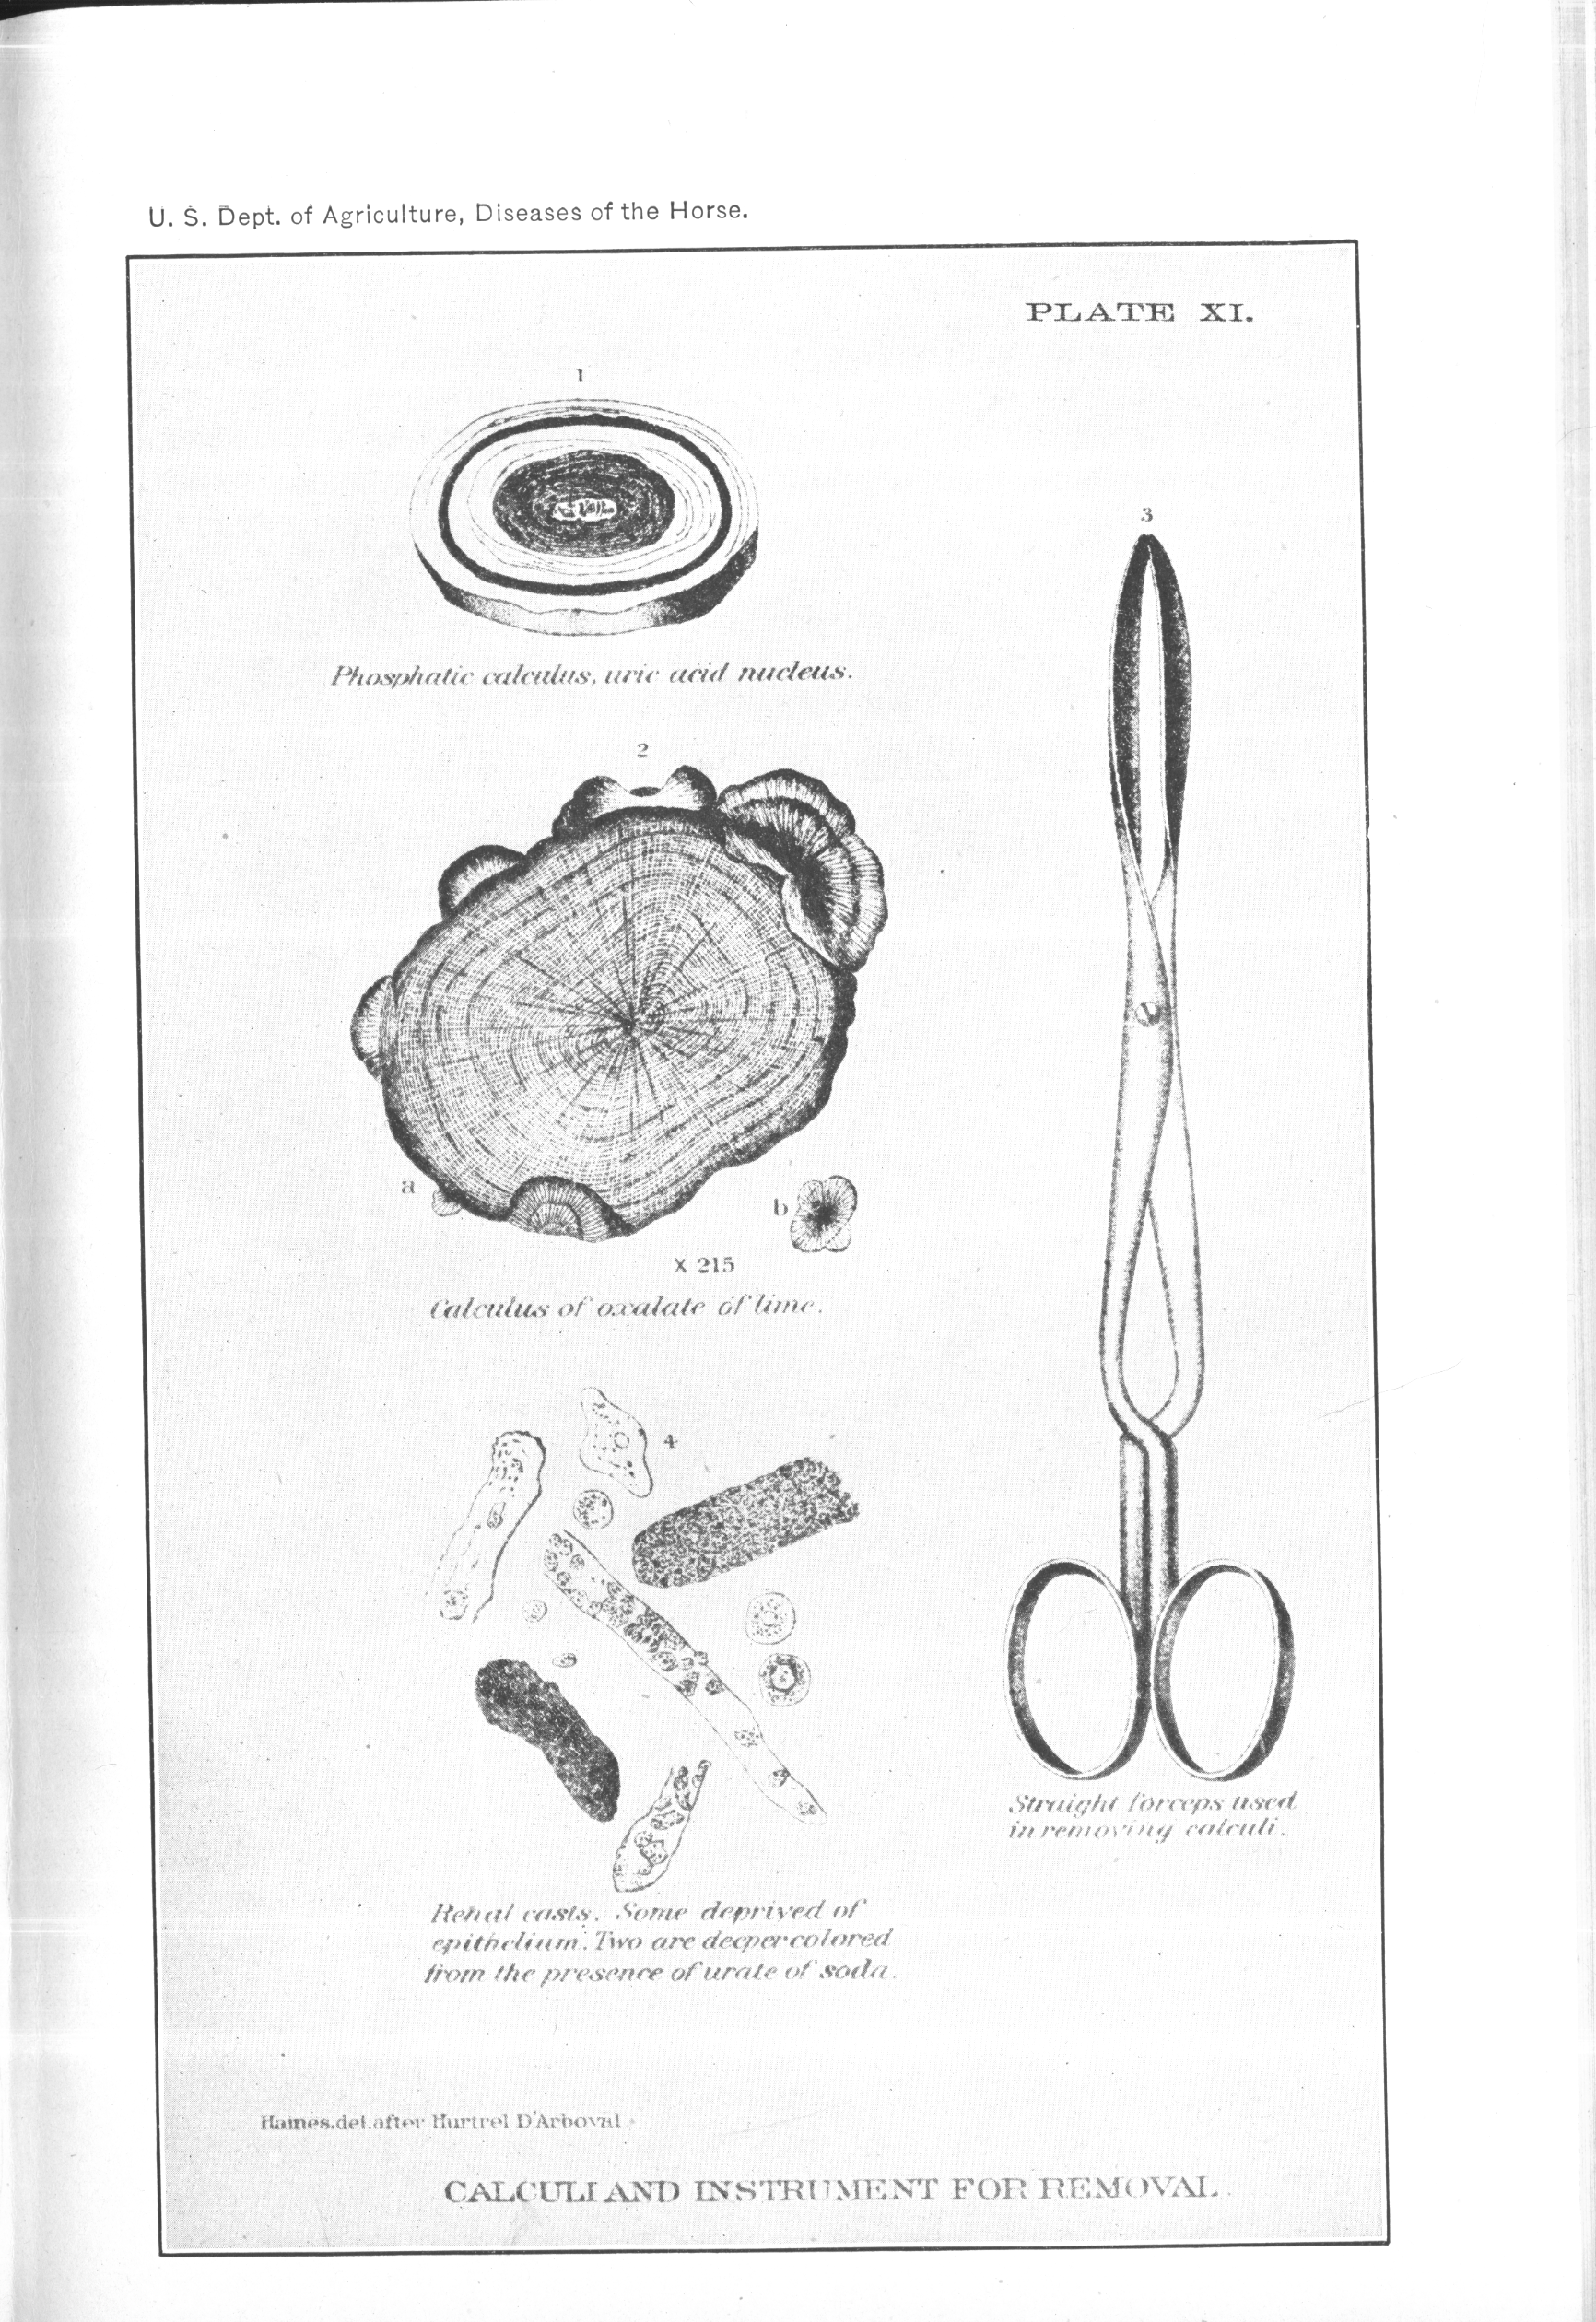 U. S. Dept. of Agriculture, Diseases of the Horse.
PLATE XI.
1
Phosphatic calculus, uric acid nucleus.
2
3
a
b
X 215
Calculus of oxalate of lime.
4
Straight forceps used
in removing calculi.
Renal casts. Some deprived of
epithelium. Two are deeper colored
from the presence of urate of soda.
Haines. del. after Hurtrel D'Arboval
CALCULI AND INSTRUMENT FOR REMOVAL.